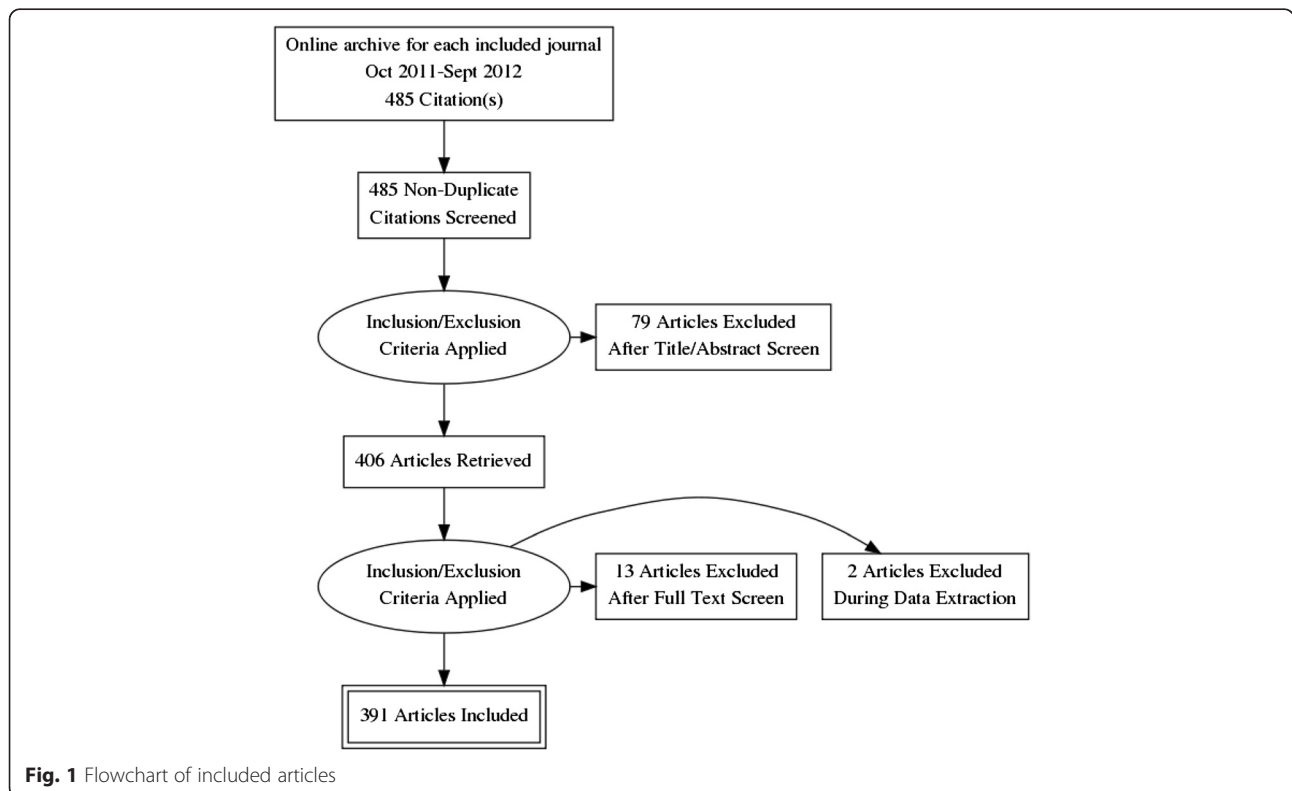 Online archive for each included journal
Oct 2011-Sept 2012
485 Citation(s)
485 Non-Duplicate
Citations Screened
Inclusion/Exclusion
Criteria Applied
79 Articles Excluded
After Title/Abstract Screen
406 Articles Retrieved
Inclusion/Exclusion
Criteria Applied
13 Articles Excluded
After Full Text Screen
2 Articles Excluded
During Data Extraction
391 Articles Included
Fig. 1 Flowchart of included articles